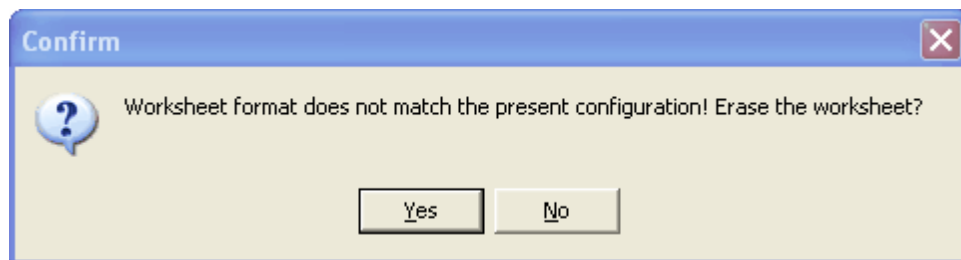 Confirm
Worksheet format does not match the present configuration! Erase the worksheet?
Yes
No